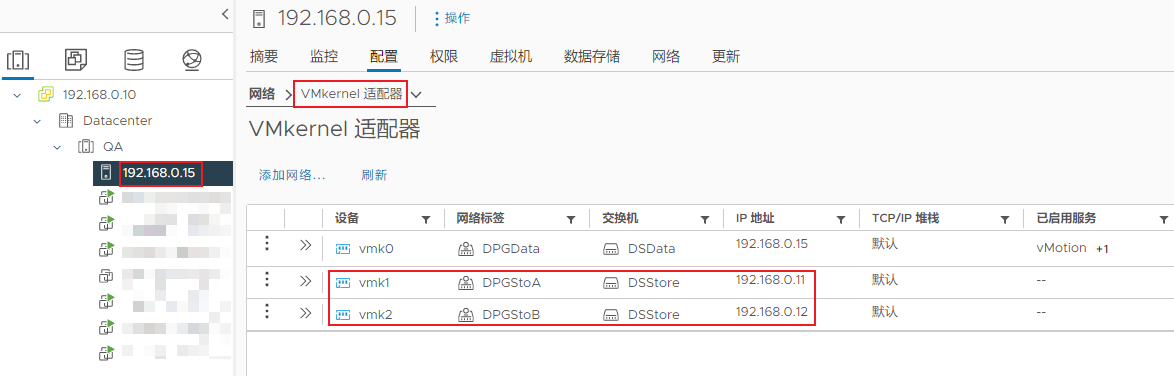 192.168.0.15 操作
摘要 监控 配置 权限 虚拟机 数据存储 网络 更新
192.168.0.10
Datacenter
QA
192.168.0.15
网络 VMkernel 适配器
VMkernel 适配器
添加网络... 刷新
设备 网络标签 交换机 IP 地址 TCP/IP 堆栈 已启用服务
vmk0 DPGData DSData 192.168.0.15 默认 vMotion +1
vmk1 DPGStoA DSStore 192.168.0.11 默认 --
vmk2 DPGStoB DSStore 192.168.0.12 默认 --